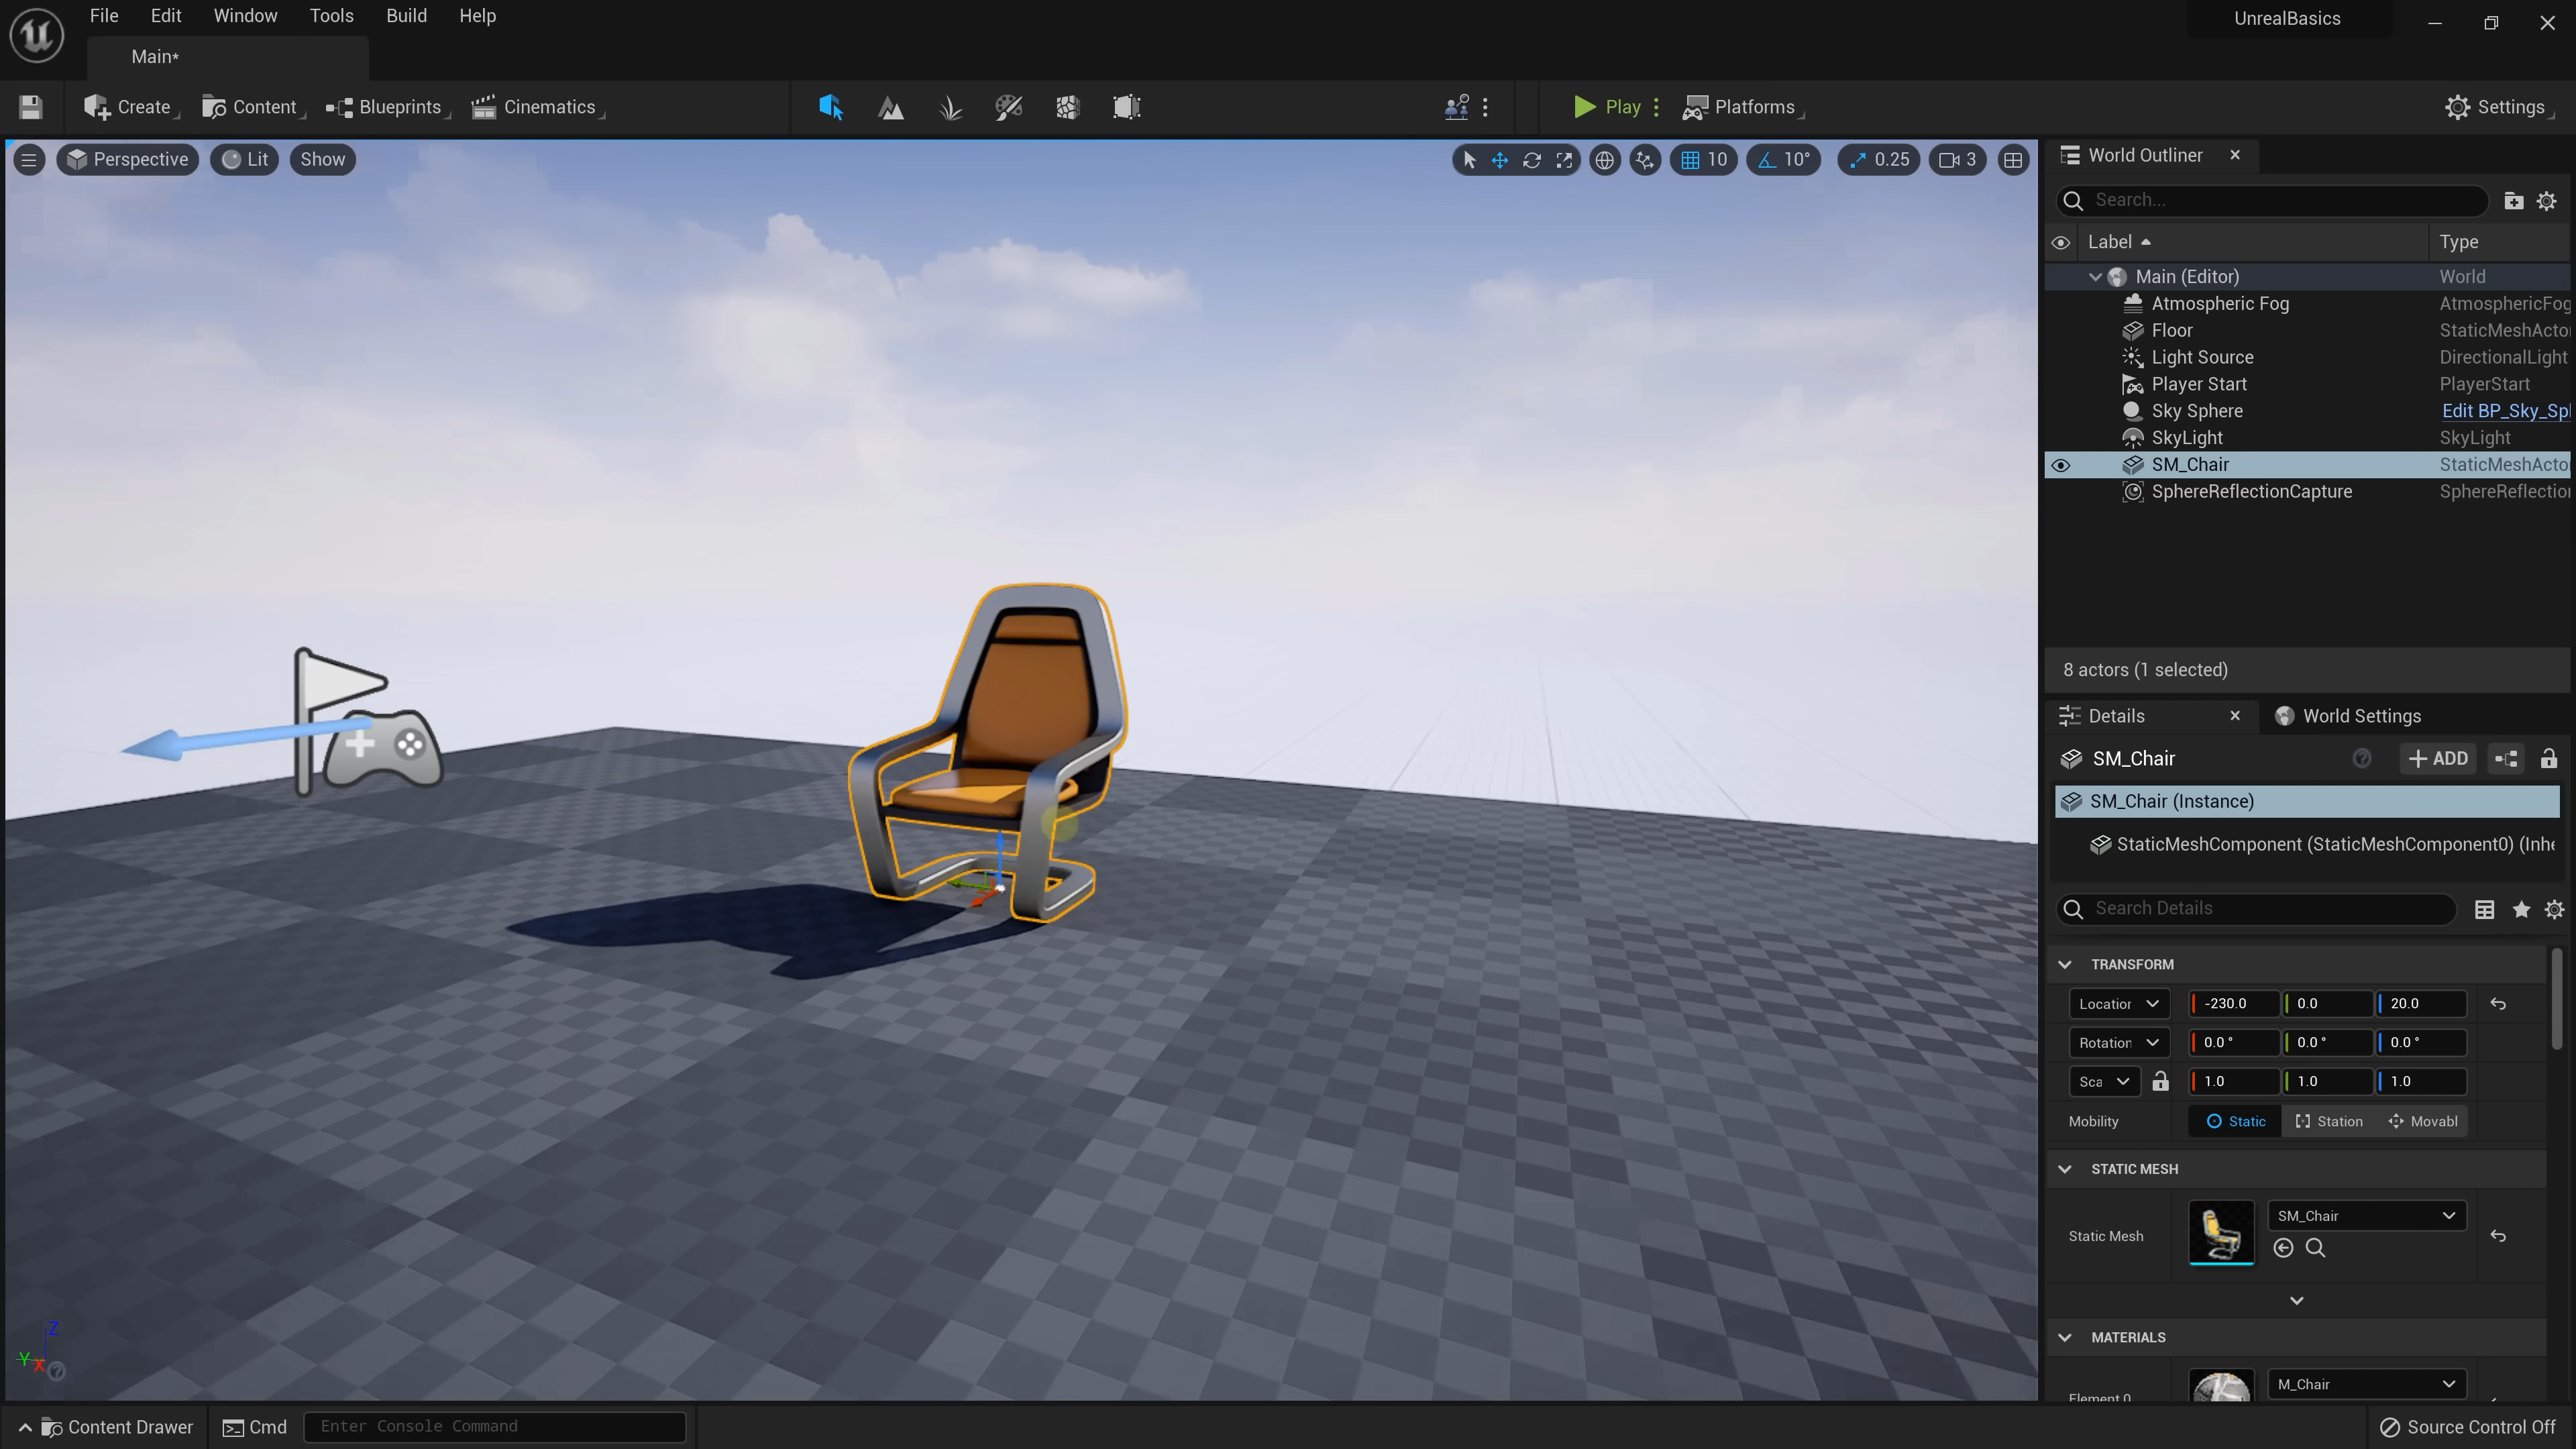 File Edit Window Tools Build Help
UnrealBasics
Main*
Create Content Blueprints Cinematics
Play Platforms Settings
Perspective Lit Show
10 10° 0.25 3
World Outliner
Search...
Label Type
Main (Editor) World
Atmospheric Fog AtmosphericFog
Floor StaticMeshActo
Light Source DirectionalLight
Player Start PlayerStart
Sky Sphere Edit BP_Sky_Sp
SkyLight SkyLight
SM_Chair StaticMeshActo
SphereReflectionCapture SphereReflection
8 actors (1 selected)
Details World Settings
SM_Chair ADD
SM_Chair (Instance)
StaticMeshComponent (StaticMeshComponent0) (Inhe
Search Details
TRANSFORM
Location -230.0 0.0 20.0
Rotation 0.0 ° 0.0 ° 0.0 °
Sca 1.0 1.0 1.0
Mobility Static Station Movabl
STATIC MESH
SM_Chair
Static Mesh
MATERIALS
M_Chair
Element 0
Z
Y X
Content Drawer Cmd Enter Console Command Source Control Off